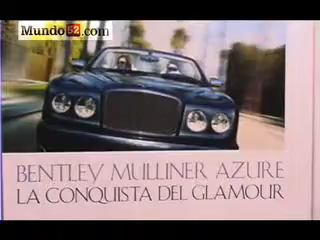 Mundo52.com
BENTLEY MULLINER AZURE
LA CONQUISTA DEL GLAMOUR